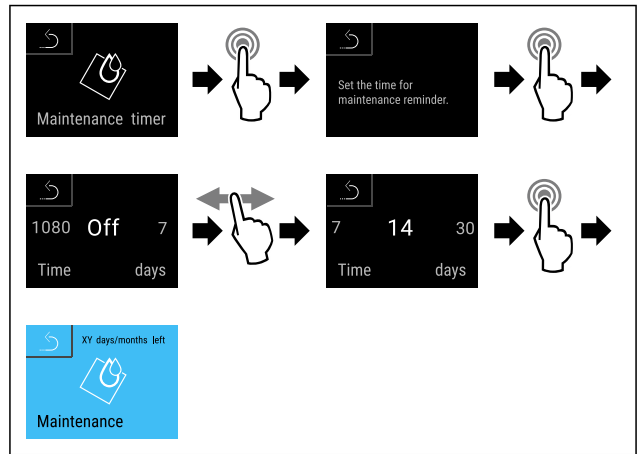 Maintenance timer
Set the time for
maintenance reminder.
1080 Off 7
Time days
7 14 30
Time days
XY days/months left
Maintenance